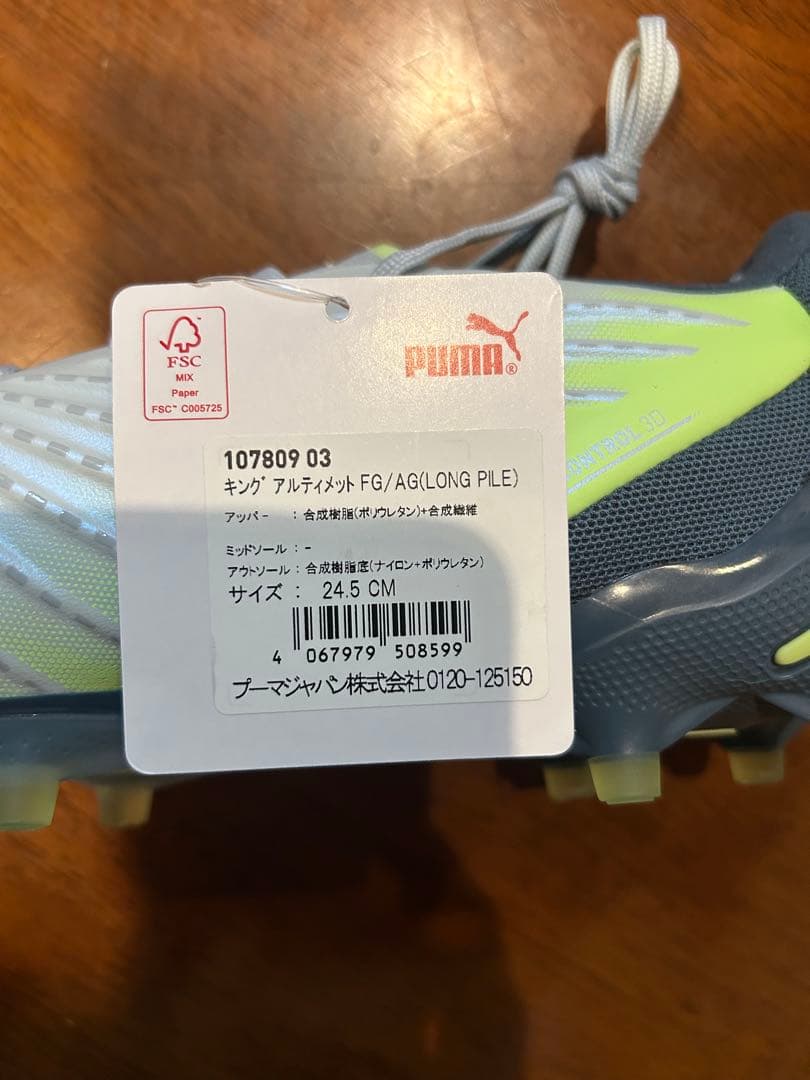 FSC
MIX
Paper
FSC™ C005725
PUMA®
107809 03
キング アルティメット FG/AG(LONG PILE)
アッパー : 合成樹脂(ポリウレタン)+合成繊維
ミッドソール : -
アウトソール : 合成樹脂底(ナイロン+ポリウレタン)
サイズ : 24.5 CM
4 067979 508599
プーマジャパン株式会社0120-125150
ONTROL 3D